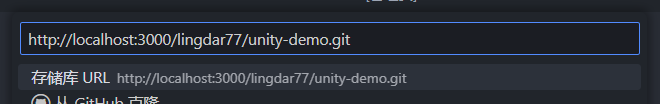 http://localhost:3000/lingdar77/unity-demo.git
存储库 URL http://localhost:3000/lingdar77/unity-demo.git
从 GitHub 克隆